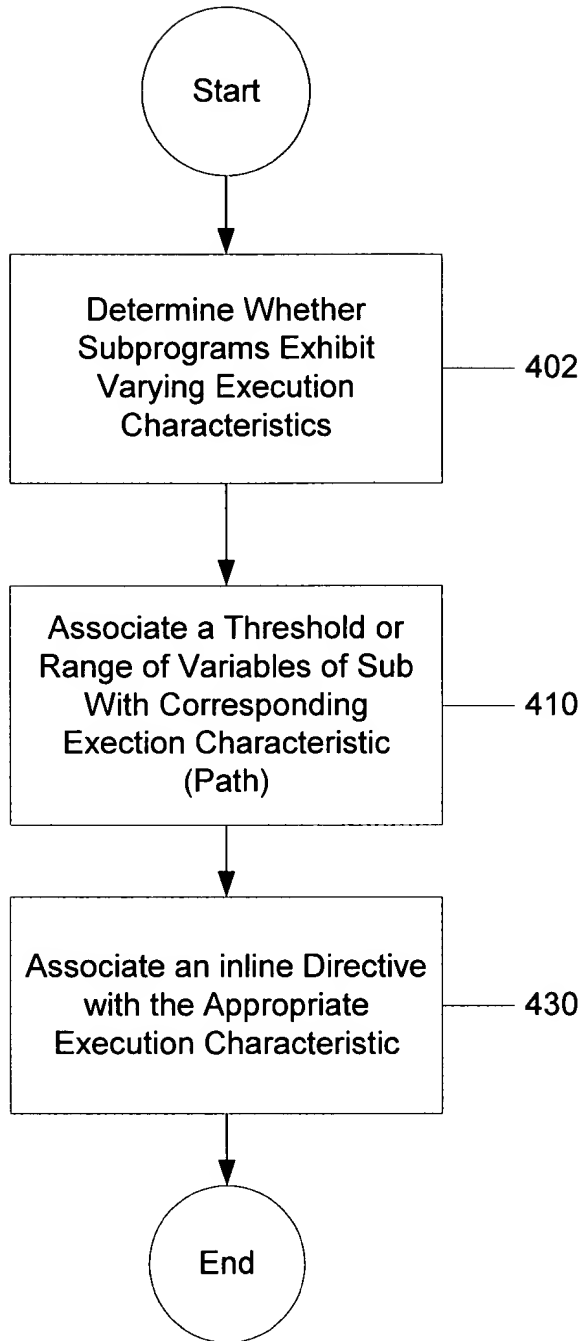 Start
Determine Whether
Subprograms Exhibit
Varying Execution
Characteristics
402
Associate a Threshold or
Range of Variables of Sub
With Corresponding
Exection Characteristic
(Path)
410
Associate an inline Directive
with the Appropriate
Execution Characteristic
430
End